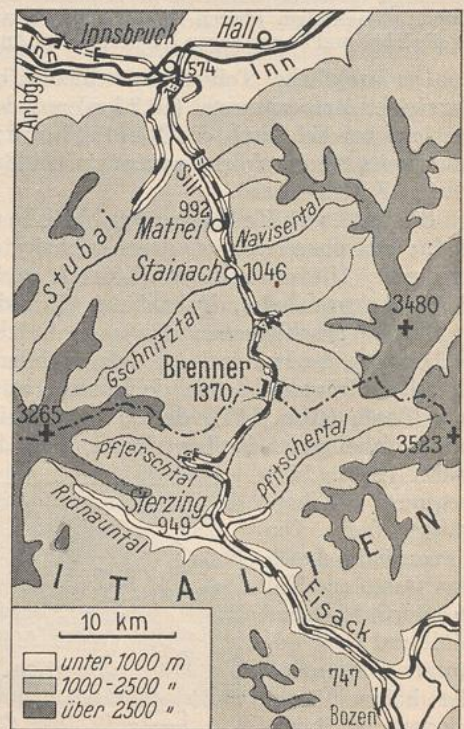 Innsbruck
Hall
Inn
Inn
Arlbg.
574
Sill
992
Matrei
Navisertal
Stubai
Stainach
1046
Gschnitztal
3480
Brenner
1370
3265
3523
Pflerschtal
Pfitschertal
Ridnauntal
Sterzing
949
ITALIEN
Eisack
10 km
747
unter 1000 m
1000-2500 "
über 2500 "
Bozen